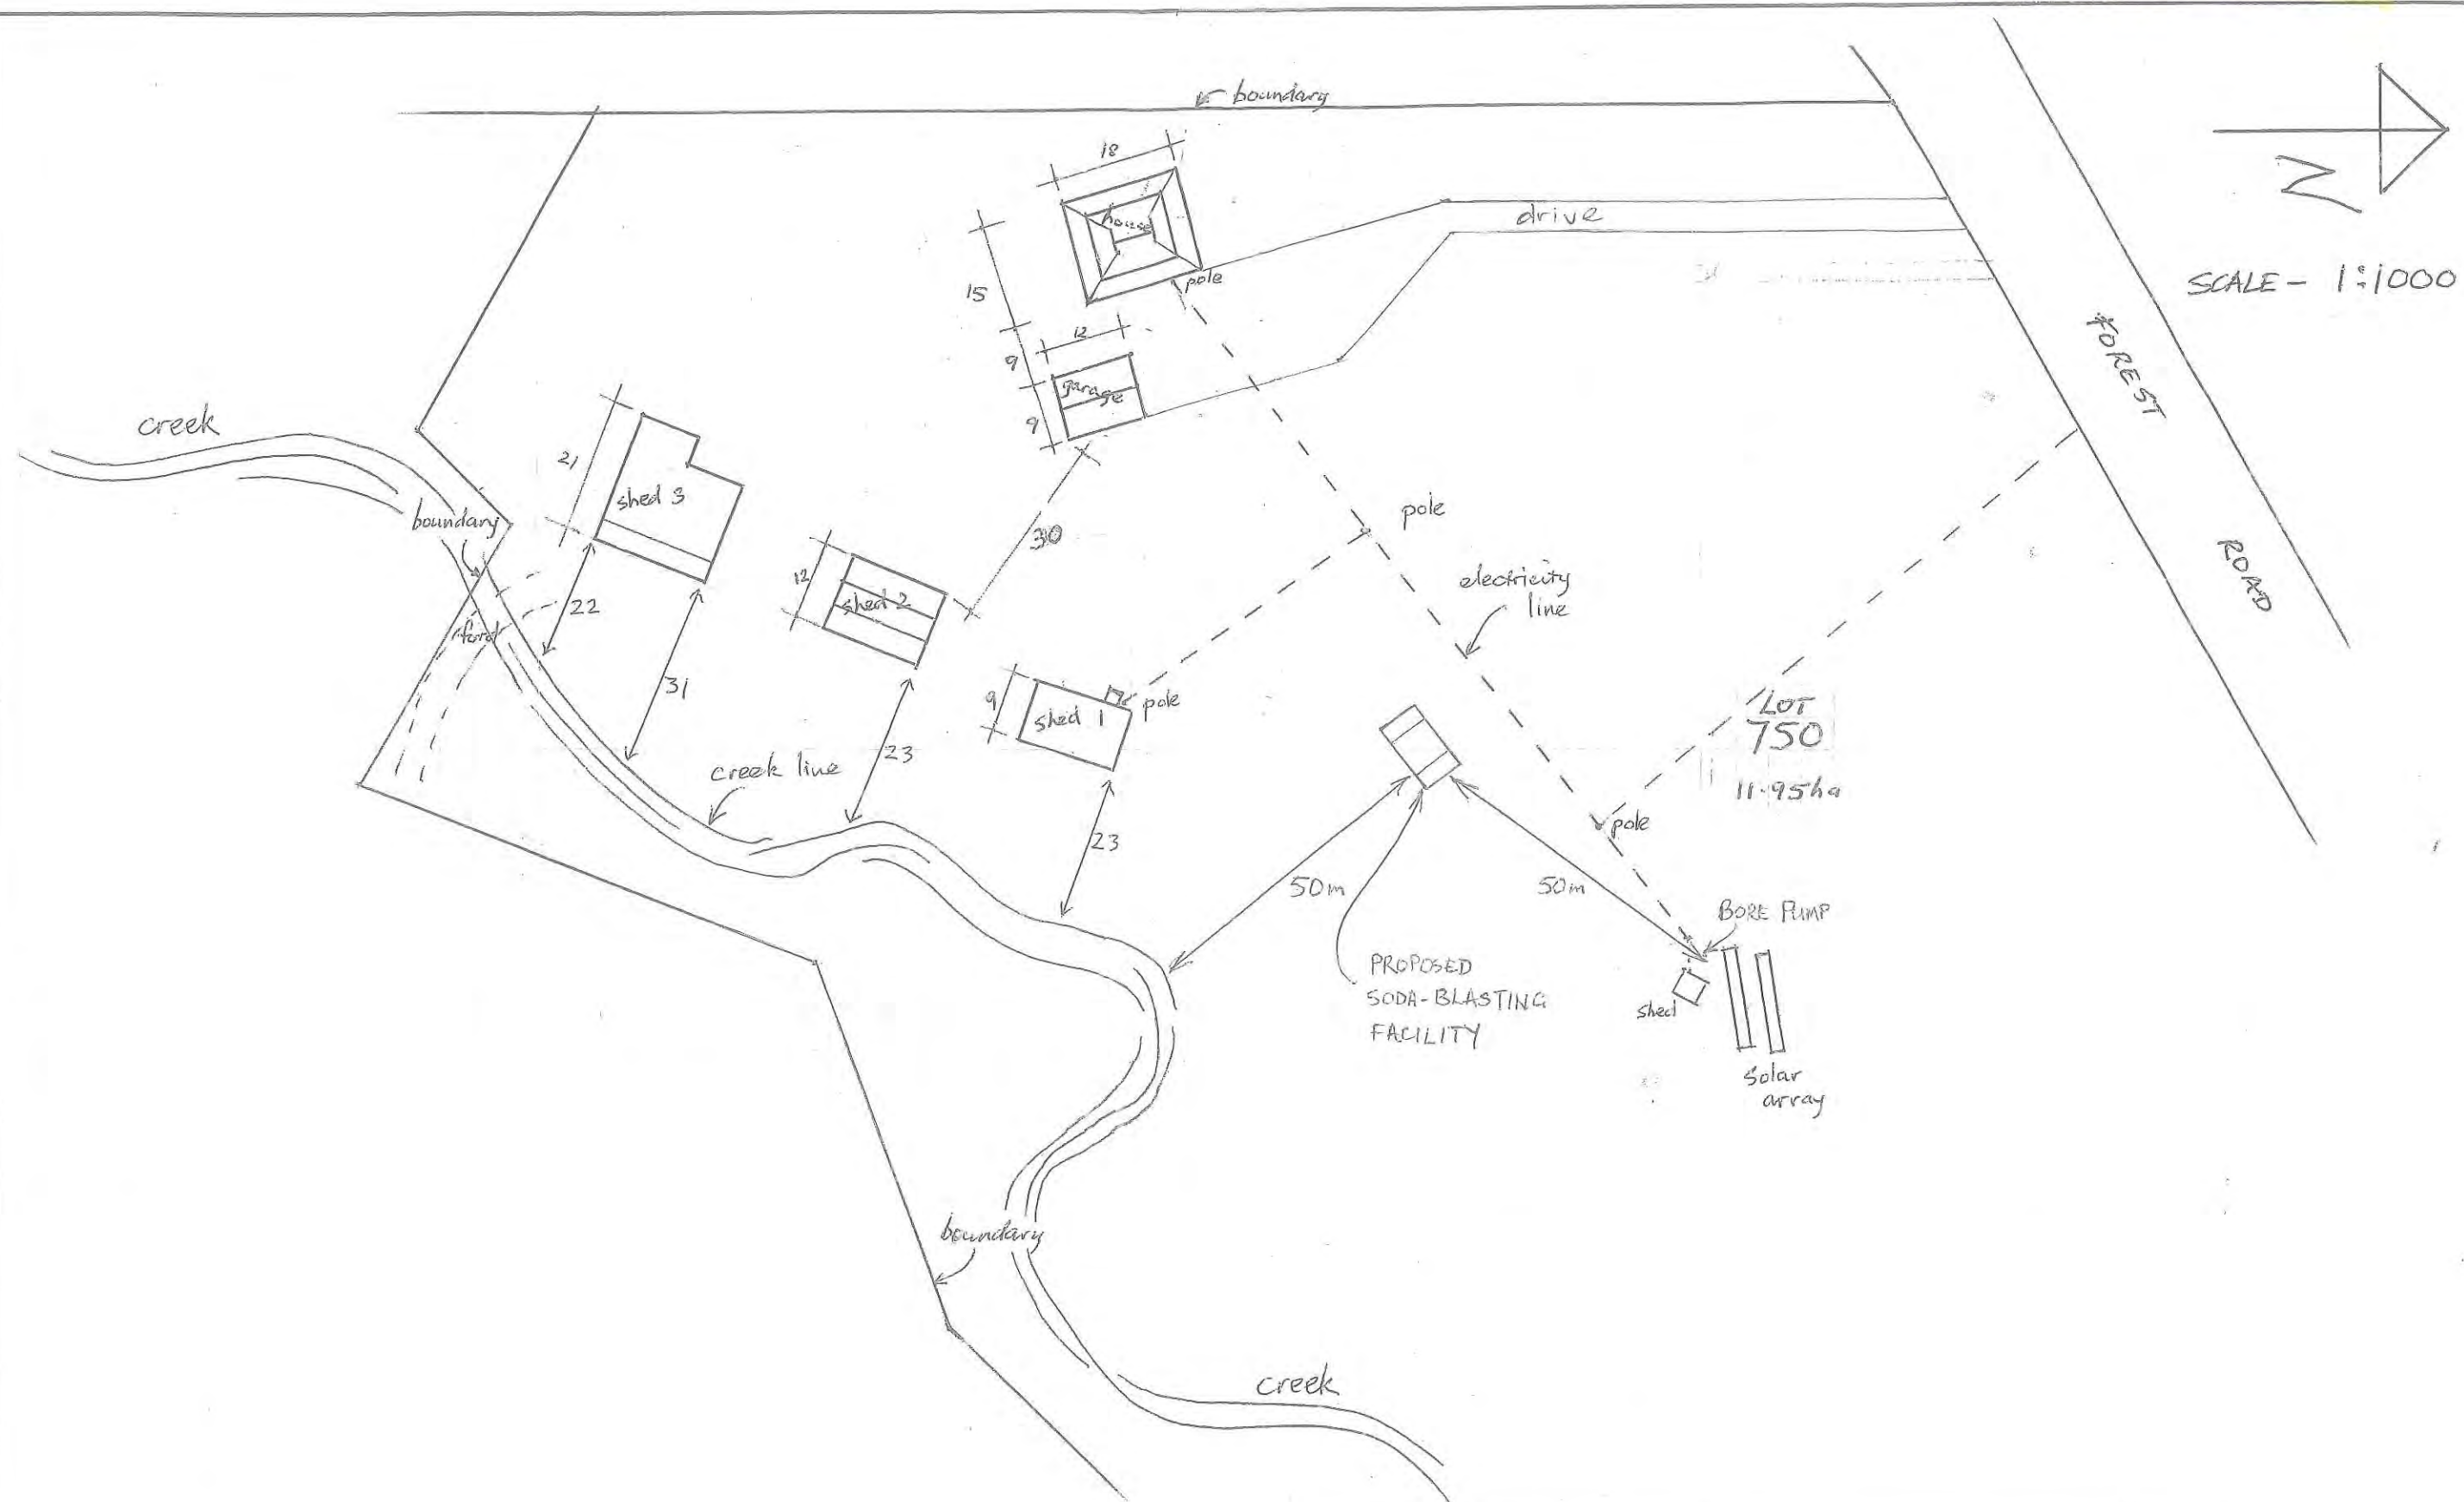 boundary
N
18
house
drive
SCALE - 1:1000
pole
15
12
9
garage
9
FOREST
ROAD
creek
21
shed 3
boundary
30
pole
electricity
line
12
shed 2
22
ford
31
9
shed 1
pole
LOT
750
11.95ha
creek line
23
23
pole
50m
50m
BORE PUMP
PROPOSED
SODA-BLASTING
FACILITY
shed
Solar
array
boundary
creek